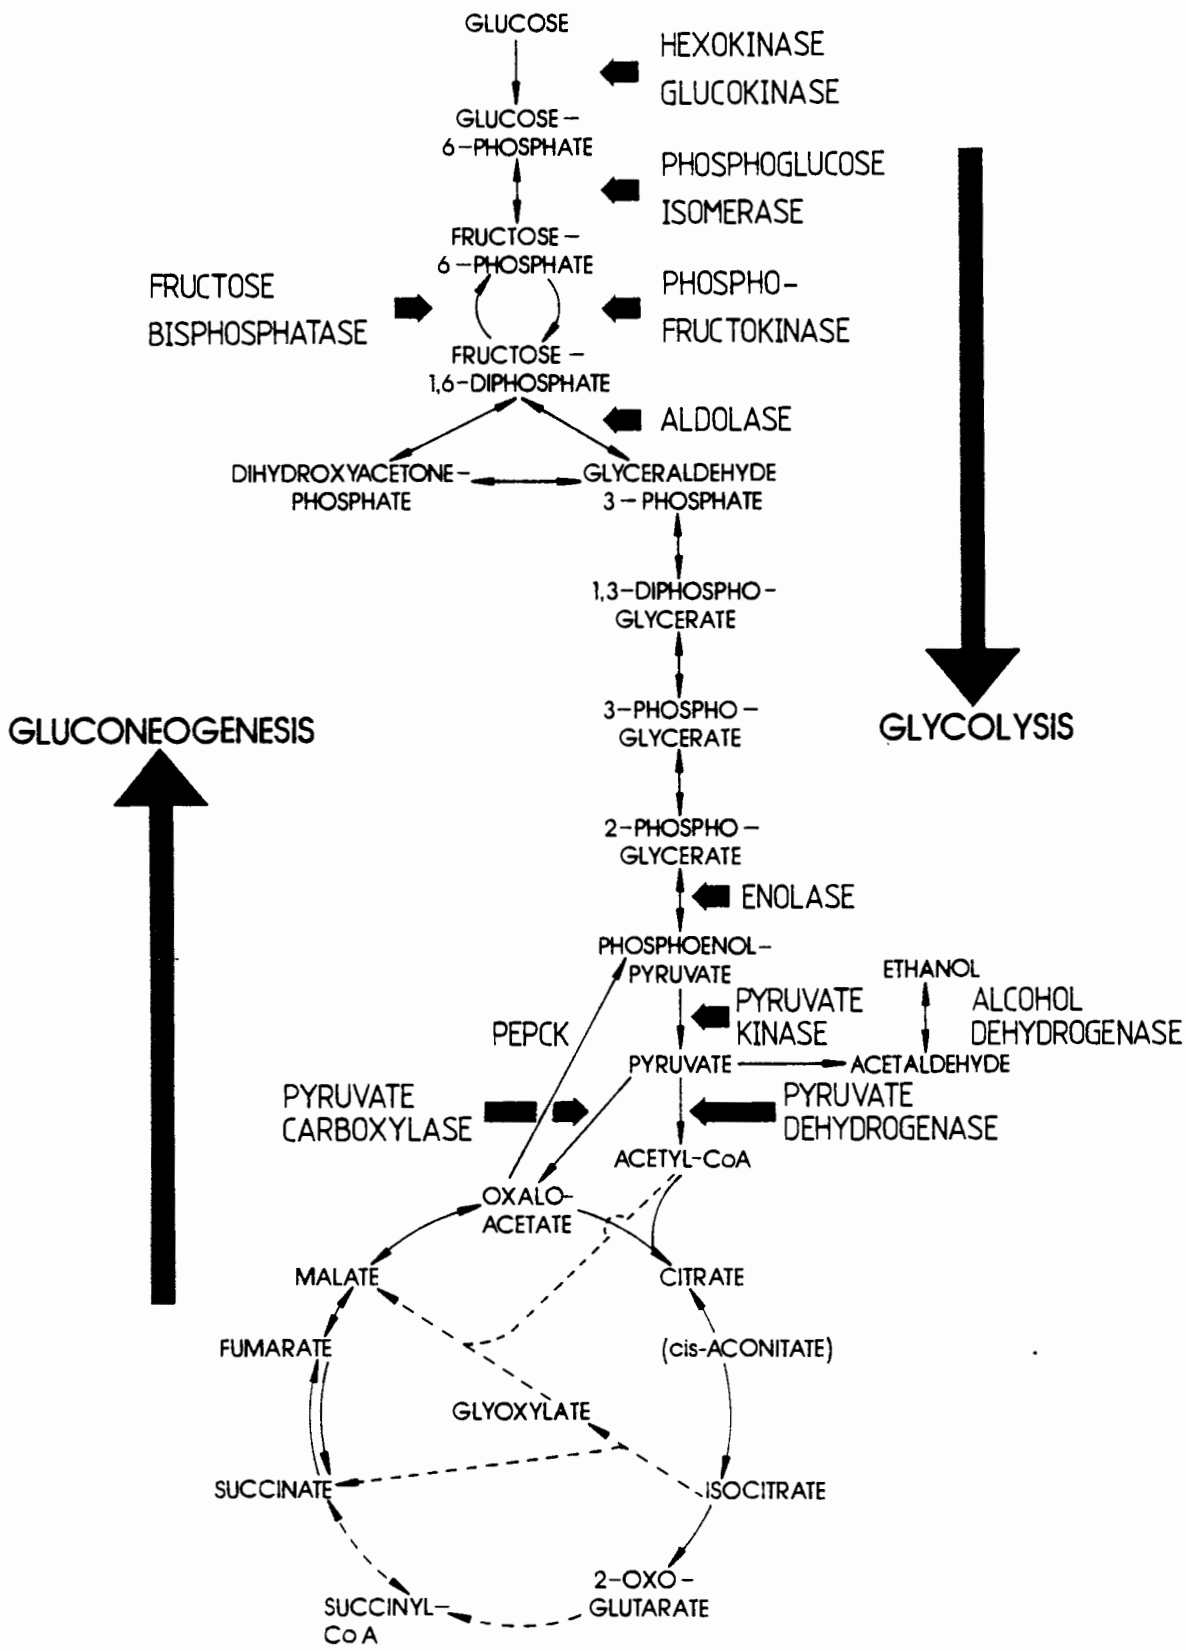 GLUCOSE
HEXOKINASE
GLUCOKINASE
GLUCOSE –
6–PHOSPHATE
PHOSPHOGLUCOSE
ISOMERASE
FRUCTOSE –
6–PHOSPHATE
FRUCTOSE
BISPHOSPHATASE
PHOSPHO–
FRUCTOKINASE
FRUCTOSE –
1,6–DIPHOSPHATE
ALDOLASE
DIHYDROXYACETONE–
PHOSPHATE
GLYCERALDEHYDE
3 – PHOSPHATE
1,3–DIPHOSPHO –
GLYCERATE
3–PHOSPHO –
GLYCERATE
GLUCONEOGENESIS
GLYCOLYSIS
2–PHOSPHO –
GLYCERATE
ENOLASE
PHOSPHOENOL–
PYRUVATE
ETHANOL
PEPCK
PYRUVATE
KINASE
ALCOHOL
DEHYDROGENASE
PYRUVATE
ACETALDEHYDE
PYRUVATE
CARBOXYLASE
PYRUVATE
DEHYDROGENASE
ACETYL–CoA
OXALO–
ACETATE
MALATE
CITRATE
FUMARATE
(cis-ACONITATE)
GLYOXYLATE
SUCCINATE
ISOCITRATE
2–OXO –
GLUTARATE
SUCCINYL–
CoA